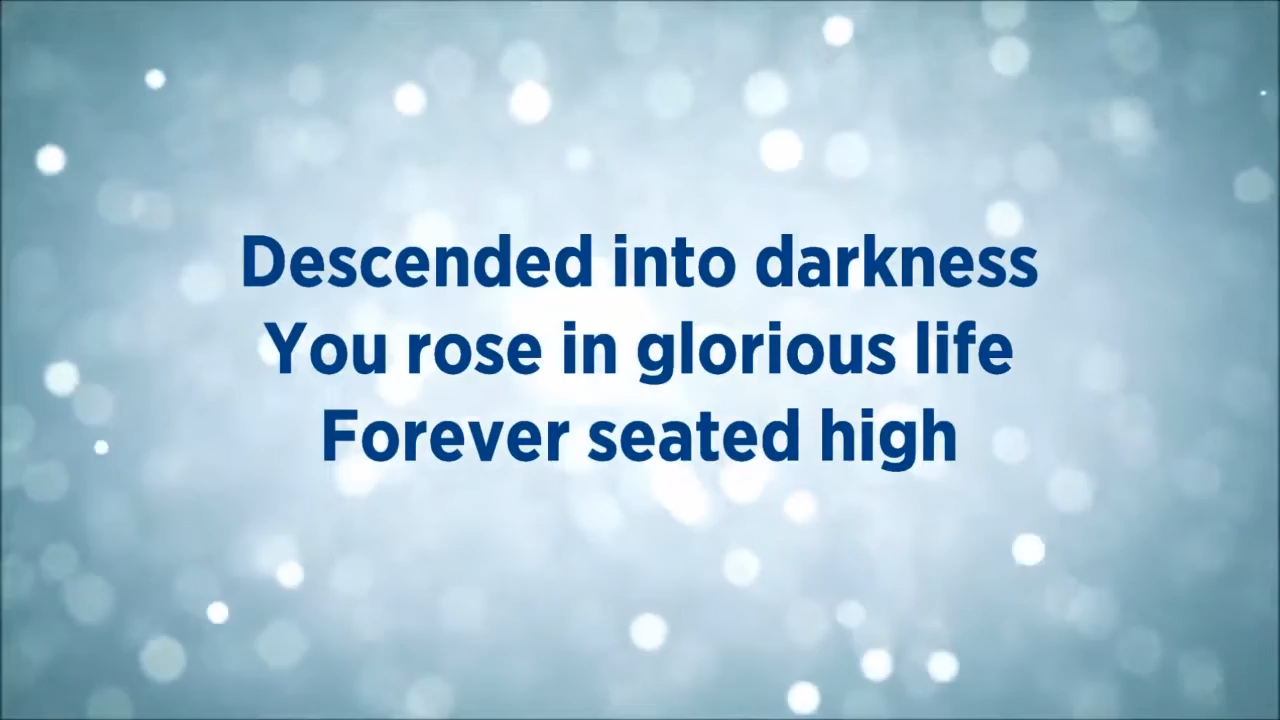 Descended into darkness
You rose in glorious life
Forever seated high